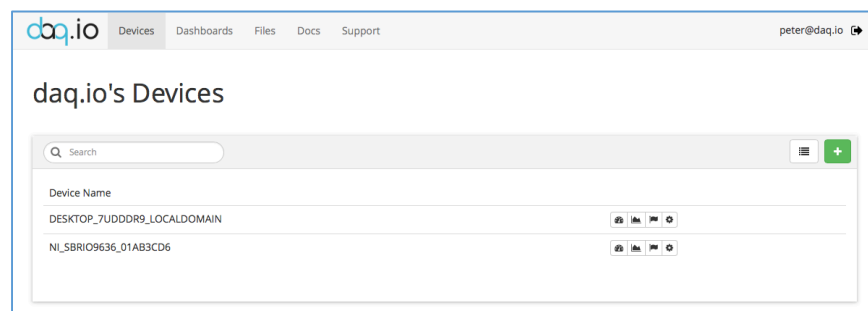 daq.io Devices Dashboards Files Docs Support peter@daq.io
daq.io's Devices
Search
Device Name
DESKTOP_7UDDDR9_LOCALDOMAIN
NI_SBRIO9636_01AB3CD6